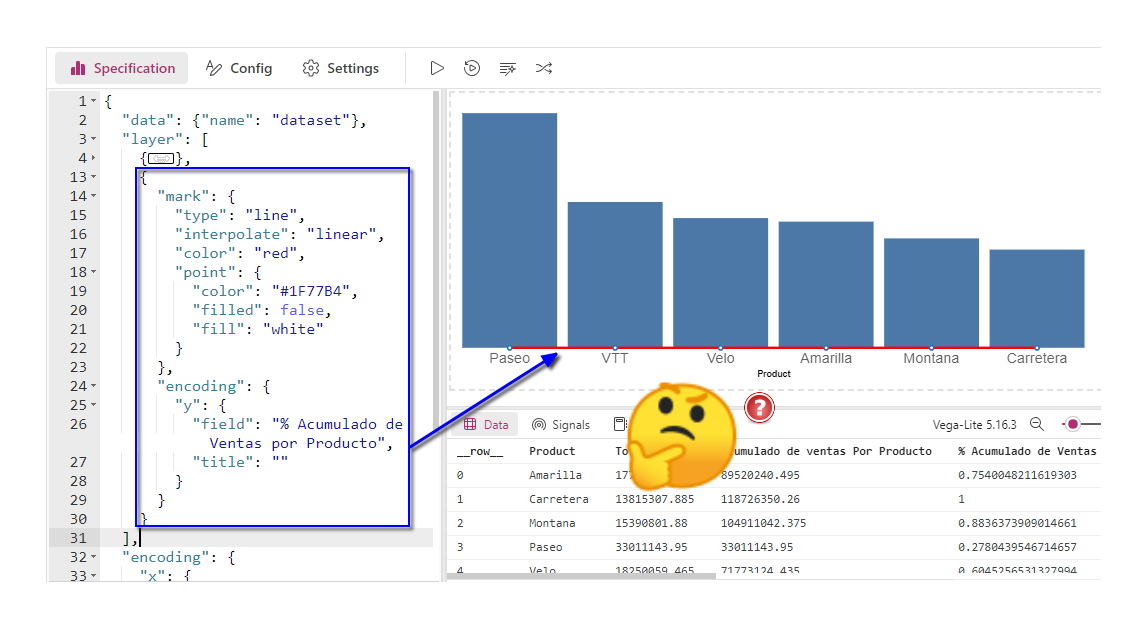 Specification Config Settings
1 {
2 "data": {"name": "dataset"},
3 "layer": [
4 { },
13 {
14 "mark": {
15 "type": "line",
16 "interpolate": "linear",
17 "color": "red",
18 "point": {
19 "color": "#1F77B4",
20 "filled": false,
21 "fill": "white"
22 }
23 },
24 "encoding": {
25 "y": {
26 "field": "% Acumulado de
Ventas por Producto",
27 "title": ""
28 }
29 }
30 }
31 ],
32 "encoding": {
33 "x": {
Paseo VTT Velo Amarilla Montana Carretera
Product
?
Data Signals Vega-Lite 5.16.3
__row__ Product de ventas Por Producto % Acumulado de Ventas
0 Amarilla 89520240.495 0.7540048211619303
1 Carretera 13815307.885 118726350.26 1
2 Montana 15390801.88 104911042.375 0.8836373909014661
3 Paseo 33011143.95 33011143.95 0.2780439546714657
4 Velo 18250059.465 71773124.435 0.6045256531327994